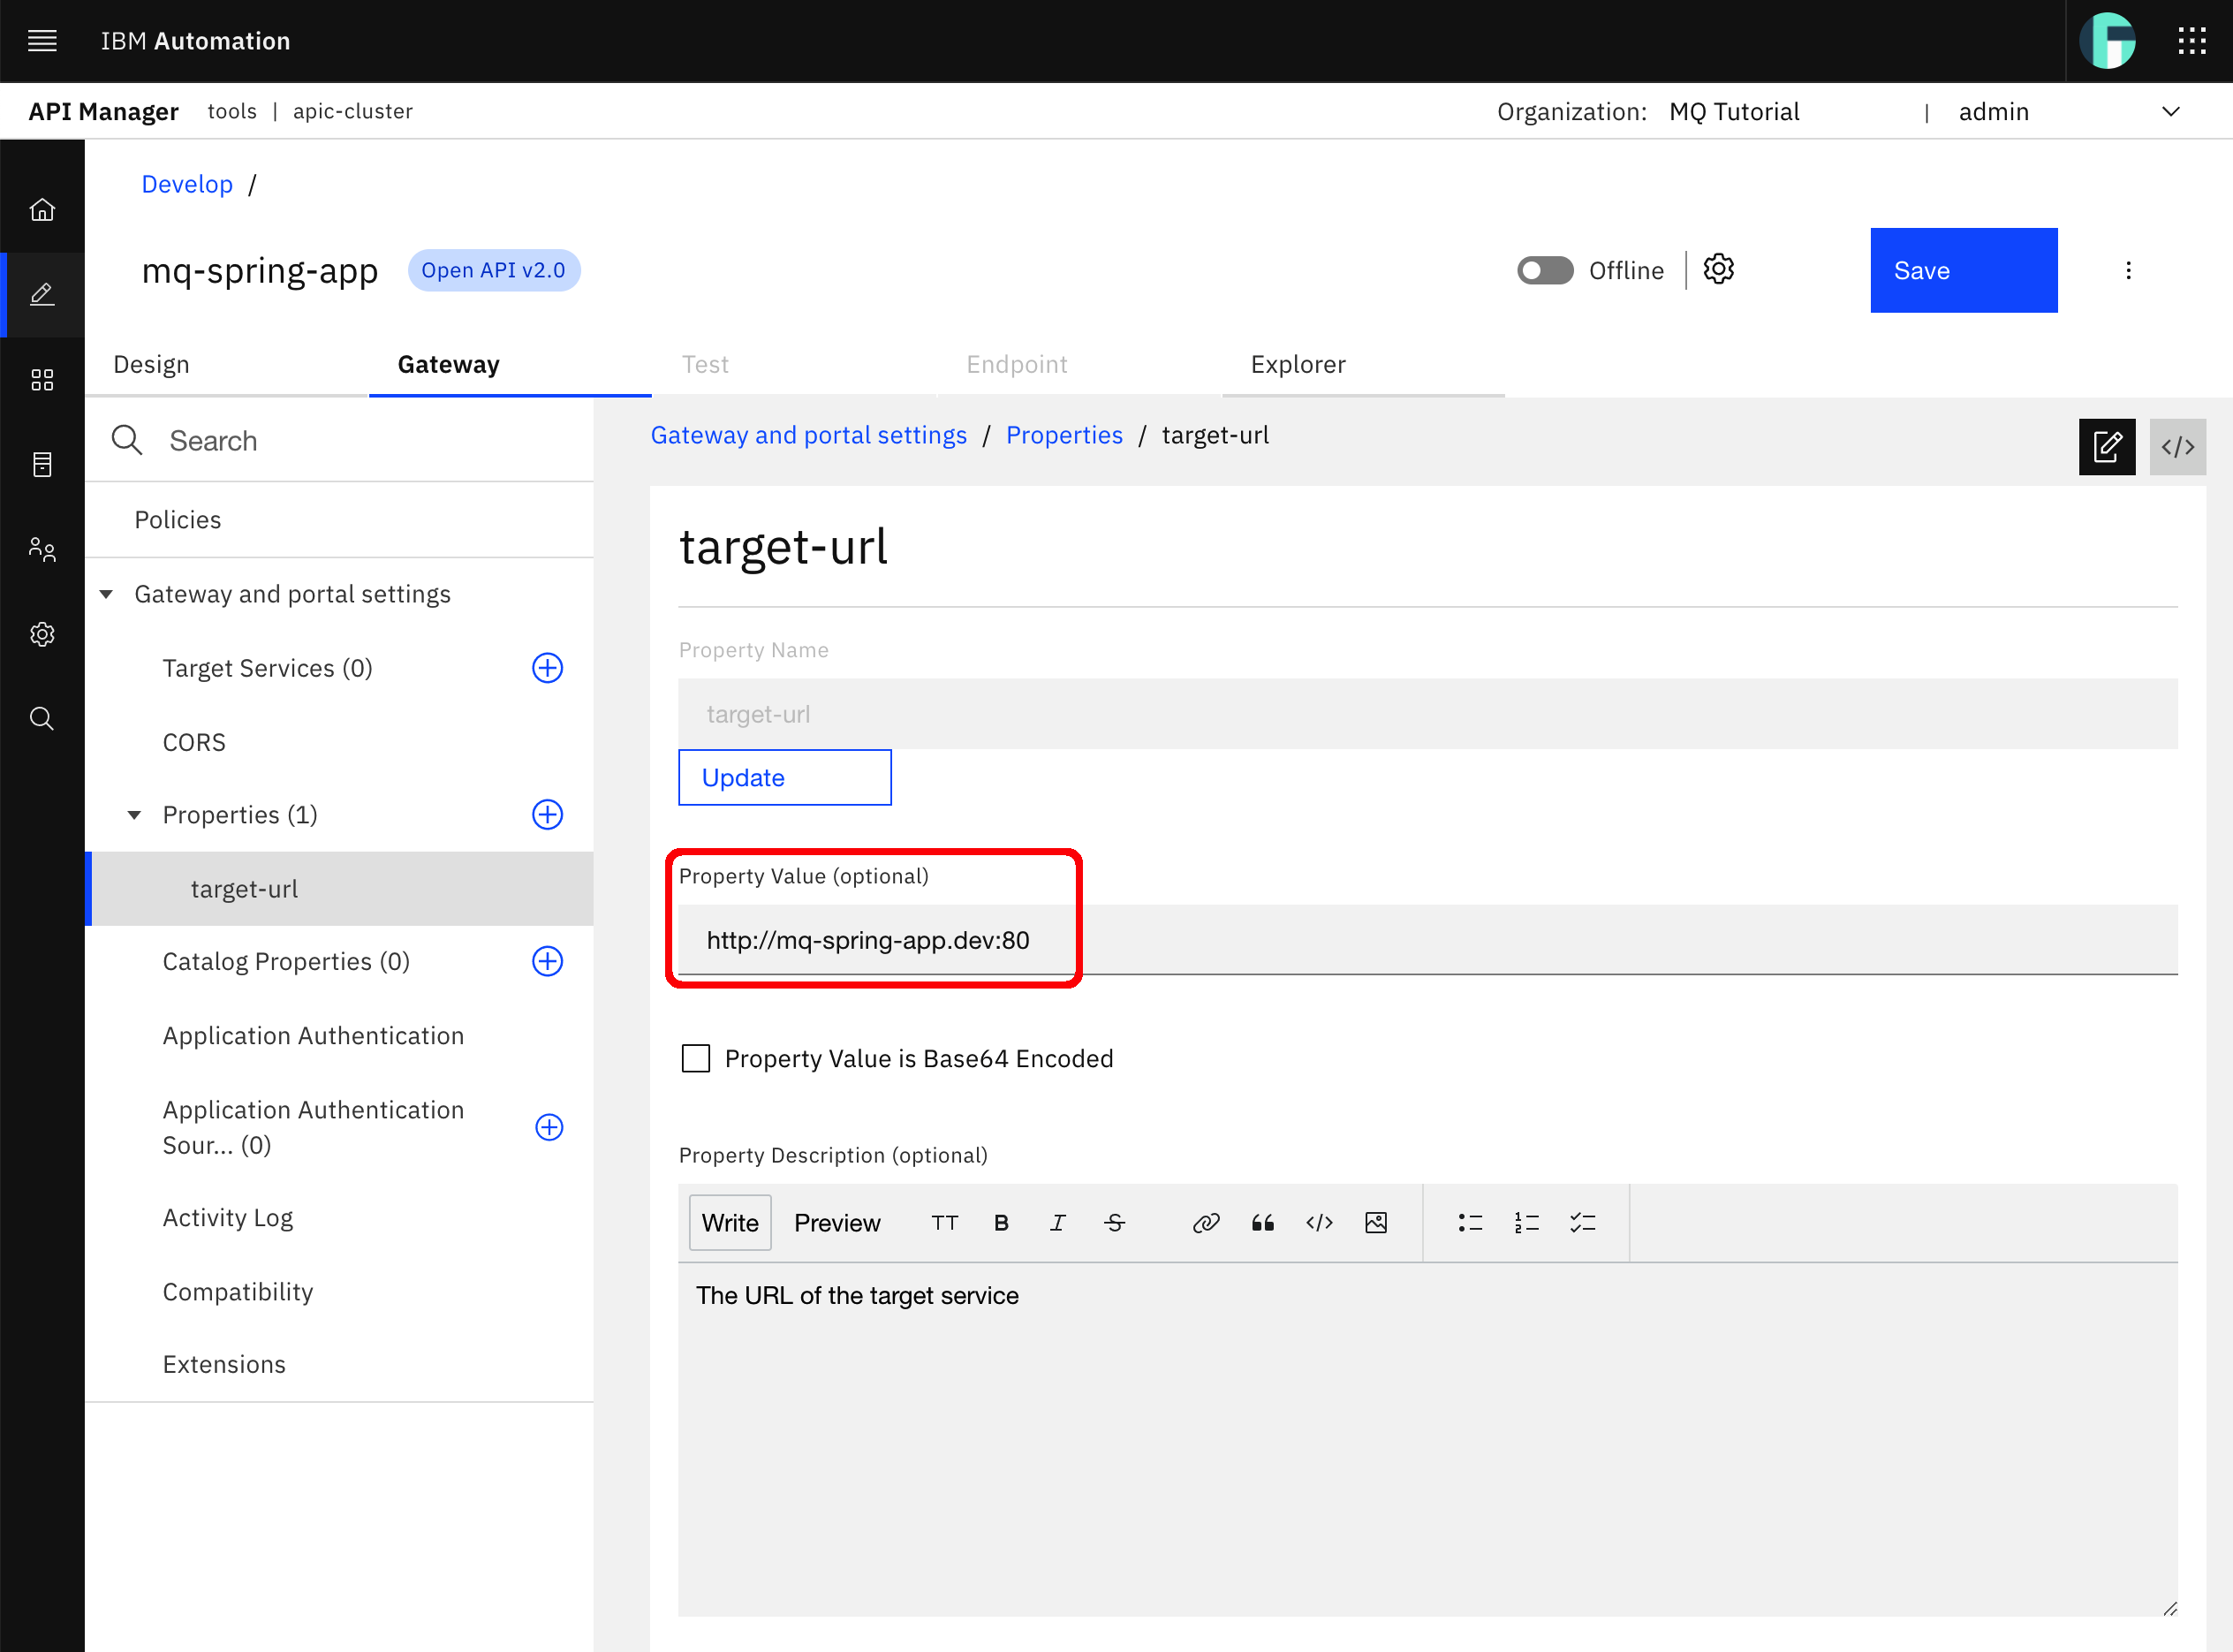 IBM Automation
API Manager tools | apic-cluster Organization: MQ Tutorial | admin
Develop /
mq-spring-app Open API v2.0 Offline Save
Design Gateway Test Endpoint Explorer
Search
Policies
Gateway and portal settings
Target Services (0)
CORS
Properties (1)
target-url
Catalog Properties (0)
Application Authentication
Application Authentication
Sour... (0)
Activity Log
Compatibility
Extensions
Gateway and portal settings / Properties / target-url
target-url
Property Name
target-url
Update
Property Value (optional)
http://mq-spring-app.dev:80
Property Value is Base64 Encoded
Property Description (optional)
Write Preview
The URL of the target service